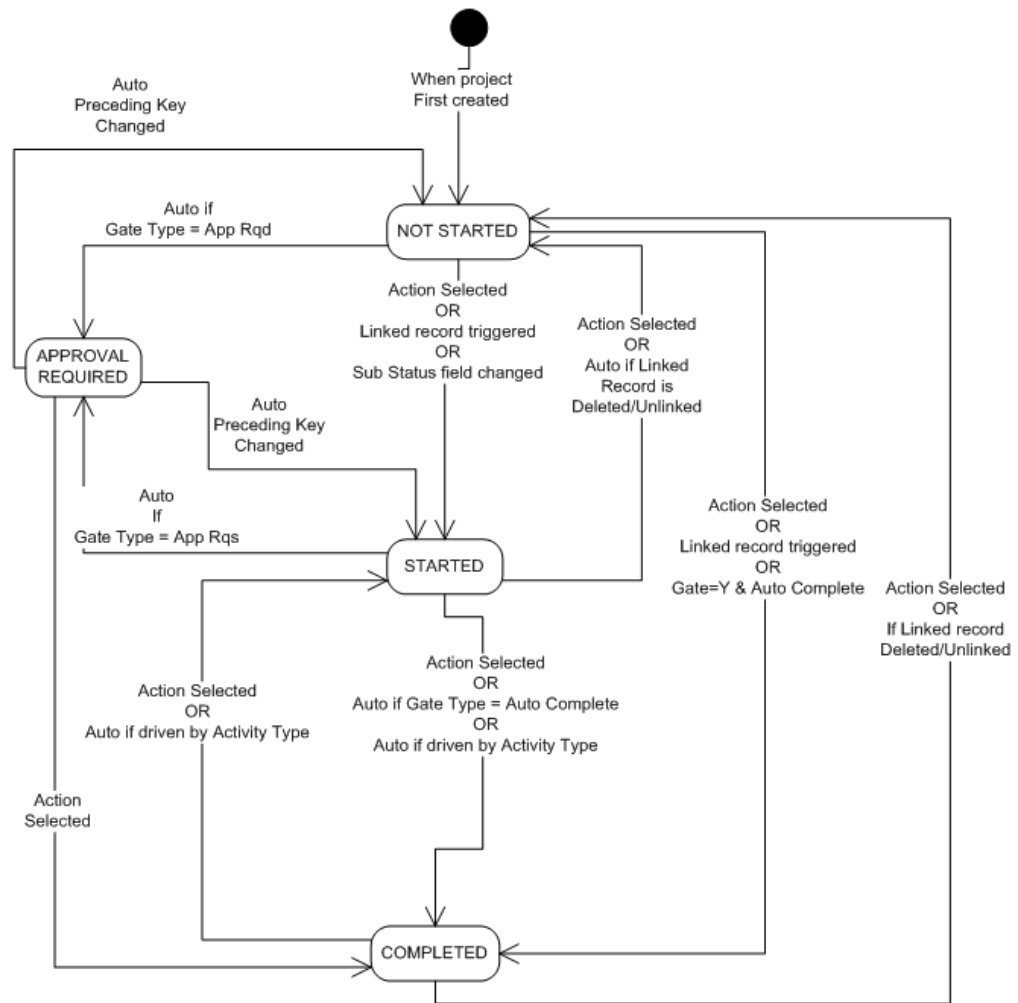 When project
First created
Auto
Preceding Key
Changed
Auto if
Gate Type = App Rqd
NOT STARTED
Action Selected
OR
Linked record triggered
OR
Sub Status field changed
Action Selected
OR
Auto if Linked
Record is
Deleted/Unlinked
APPROVAL
REQUIRED
Auto
Preceding Key
Changed
Auto
If
Gate Type = App Rqs
STARTED
Action Selected
OR
Linked record triggered
OR
Gate=Y & Auto Complete
Action Selected
OR
If Linked record
Deleted/Unlinked
Action Selected
OR
Auto if driven by Activity Type
Action Selected
OR
Auto if Gate Type = Auto Complete
OR
Auto if driven by Activity Type
Action
Selected
COMPLETED